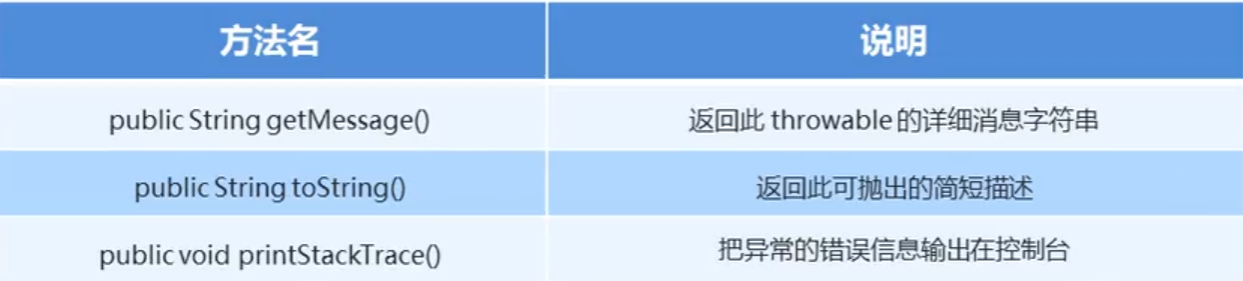 方法名 说明
public String getMessage() 返回此 throwable 的详细消息字符串
public String toString() 返回此可抛出的简短描述
public void printStackTrace() 把异常的错误信息输出在控制台